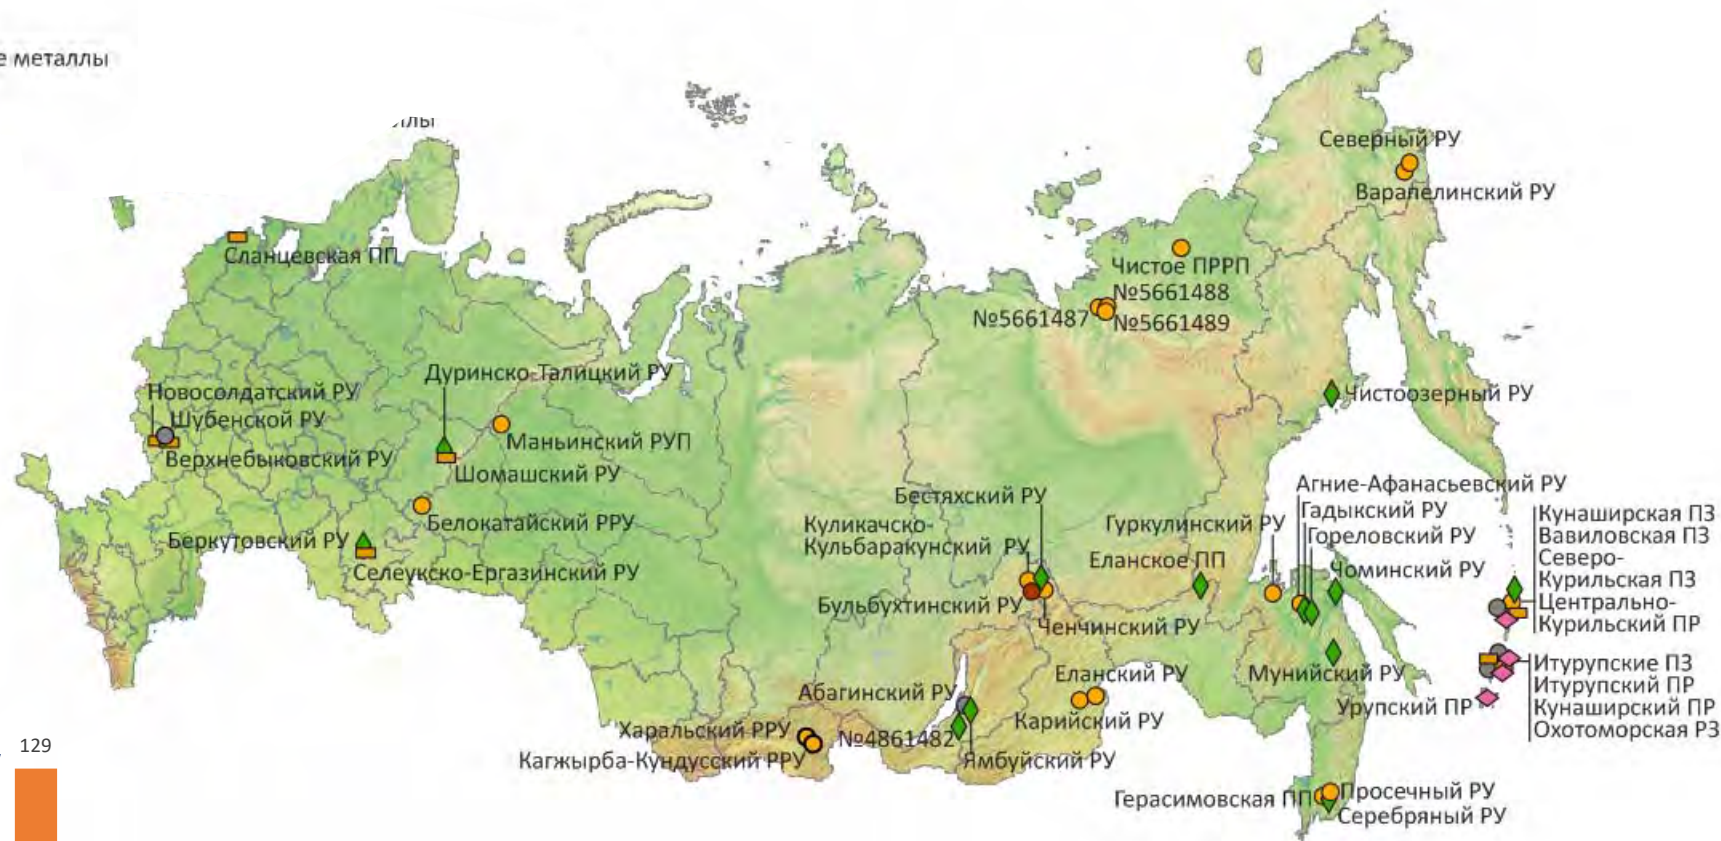 е металлы
ллы
Северный РУ
Варапелинский РУ
Сланцевская ПП
Чистое ПРРП
№5661488
№5661487
№5661489
Дуринско-Талицкий РУ
Новосолдатский РУ
Чистоозерный РУ
Шубенской РУ
Маньинский РУП
Верхнебыковский РУ
Шомашский РУ
Агние-Афанасьевский РУ
Бестяхский РУ
Гадыкский РУ
Кунаширская ПЗ
Белокатайский РРУ
Куликачско-
Кульбаракунский РУ
Гуркулинский РУ
Гореловский РУ
Вавиловская ПЗ
Беркутовский РУ
Еланское ПП
Северо-
Курильская ПЗ
Селеукско-Ергазинский РУ
Чоминский РУ
Бульбухтинский РУ
Центрально-
Курильский ПР
Ченчинский РУ
Итурупские ПЗ
Еланский РУ
Мунийский РУ
Итурупский ПР
Абагинский РУ
Урупский ПР
Кунаширский ПР
Карийский РУ
Охотоморская РЗ
Харальский РРУ
№4861482
129
Кагжырба-Кундусский РРУ
Ямбуйский РУ
Герасимовская ПП
Просечный РУ
Серебряный РУ